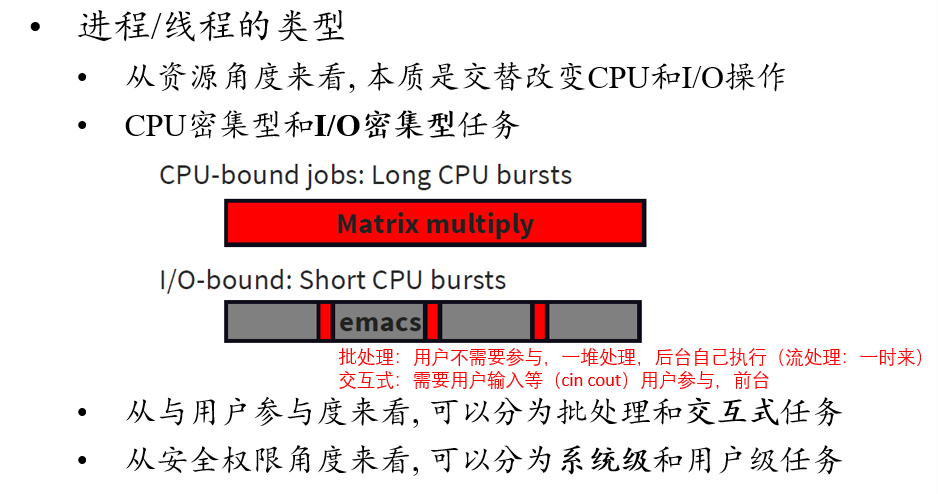 • 进程/线程的类型
• 从资源角度来看, 本质是交替改变CPU和I/O操作
• CPU密集型和I/O密集型任务
CPU-bound jobs: Long CPU bursts
Matrix multiply
I/O-bound: Short CPU bursts
emacs
批处理：用户不需要参与，一堆处理，后台自己执行（流处理：一时来）
交互式：需要用户输入等（cin cout）用户参与，前台
• 从与用户参与度来看, 可以分为批处理和交互式任务
• 从安全权限角度来看, 可以分为系统级和用户级任务